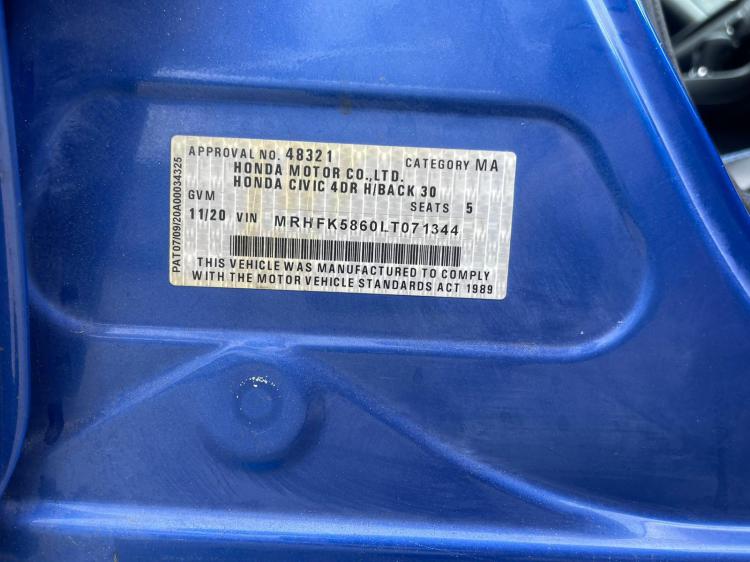 APPROVAL NO. 48321 CATEGORY MA
HONDA MOTOR CO.,LTD.
HONDA CIVIC 4DR H/BACK 30
GVM SEATS 5
11/20 VIN MRHFK5860LT071344
THIS VEHICLE WAS MANUFACTURED TO COMPLY
WITH THE MOTOR VEHICLE STANDARDS ACT 1989
PAT07/09/20A00034325